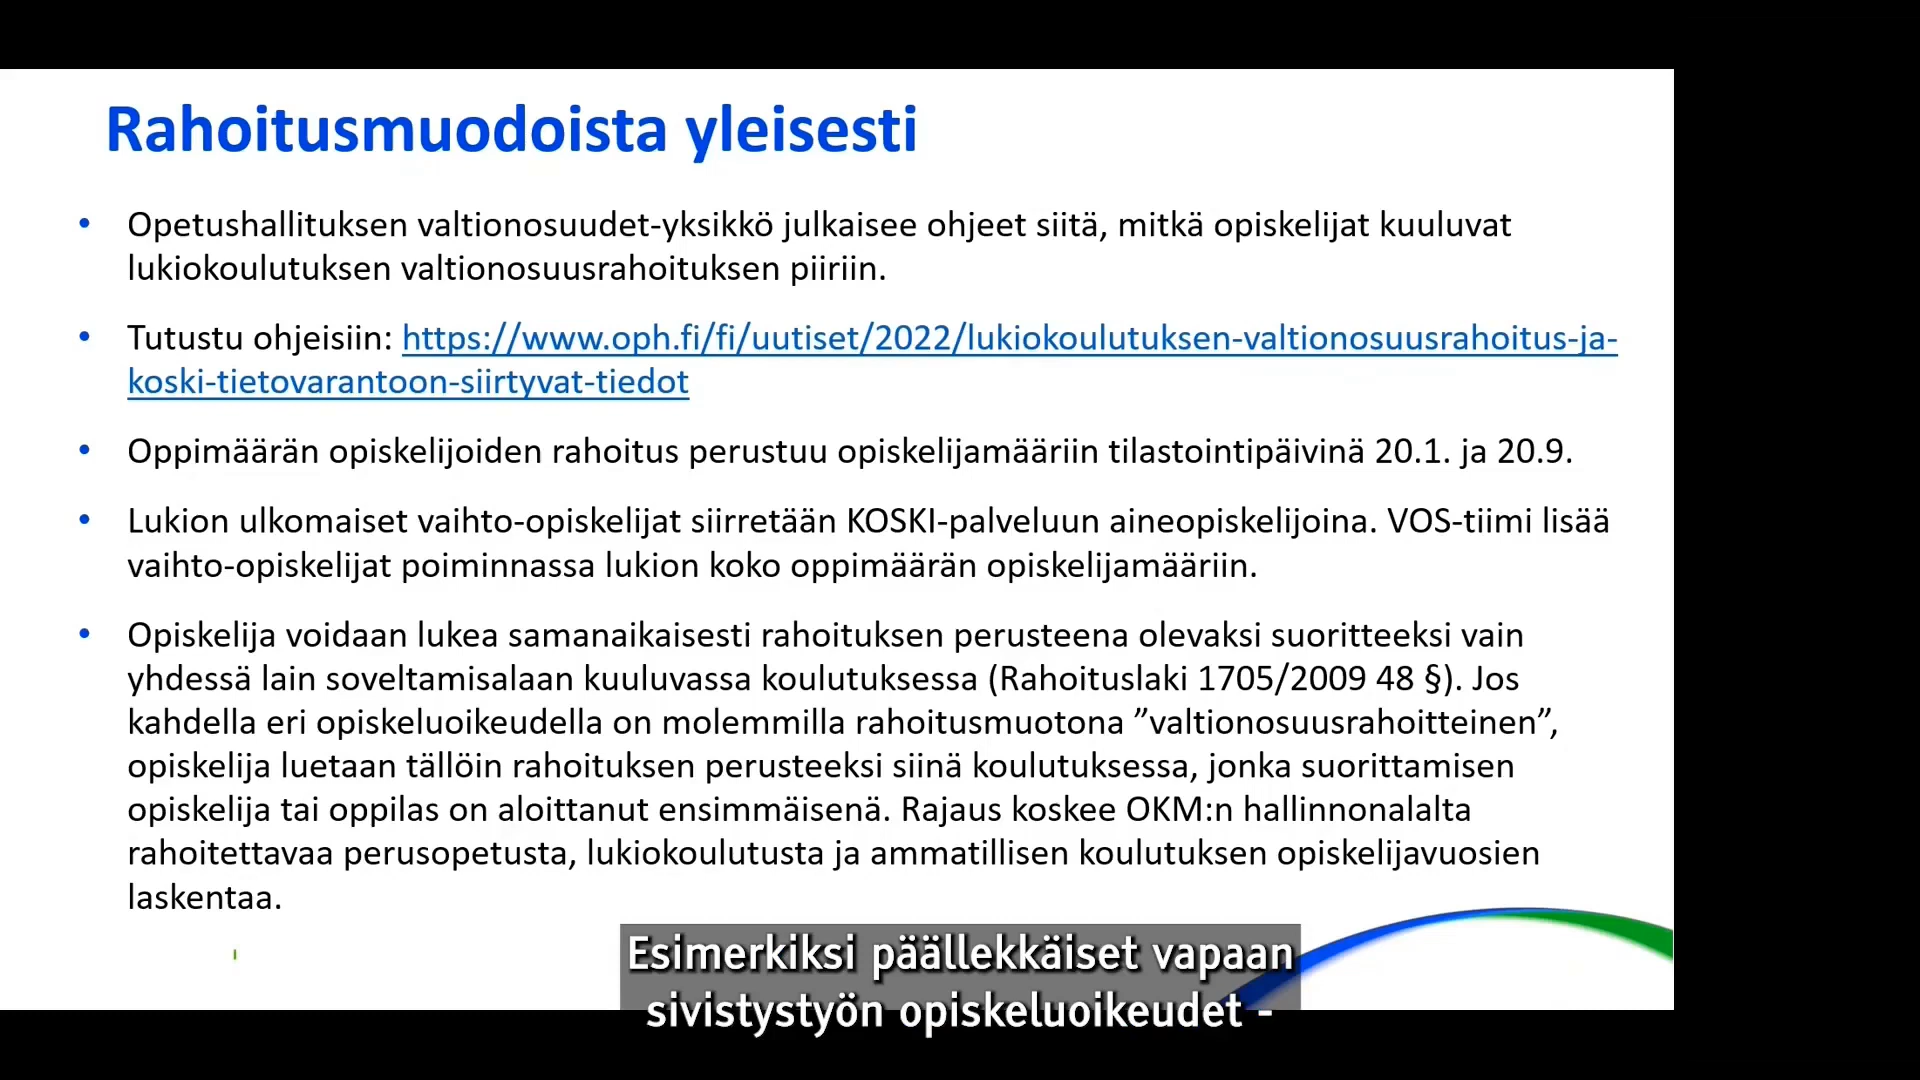 Rahoitusmuodoista yleisesti
• Opetushallituksen valtionosuudet-yksikkö julkaisee ohjeet siitä, mitkä opiskelijat kuuluvat
lukiokoulutuksen valtionosuusrahoituksen piiriin.
• Tutustu ohjeisiin: https://www.oph.fi/fi/uutiset/2022/lukiokoulutuksen-valtionosuusrahoitus-ja-
koski-tietovarantoon-siirtyvat-tiedot
• Oppimäärän opiskelijoiden rahoitus perustuu opiskelijamääriin tilastointipäivinä 20.1. ja 20.9.
• Lukion ulkomaiset vaihto-opiskelijat siirretään KOSKI-palveluun aineopiskelijoina. VOS-tiimi lisää
vaihto-opiskelijat poiminnassa lukion koko oppimäärän opiskelijamääriin.
• Opiskelija voidaan lukea samanaikaisesti rahoituksen perusteena olevaksi suoritteeksi vain
yhdessä lain soveltamisalaan kuuluvassa koulutuksessa (Rahoituslaki 1705/2009 48 §). Jos
kahdella eri opiskeluoikeudella on molemmilla rahoitusmuotona ”valtionosuusrahoitteinen”,
opiskelija luetaan tällöin rahoituksen perusteeksi siinä koulutuksessa, jonka suorittamisen
opiskelija tai oppilas on aloittanut ensimmäisenä. Rajaus koskee OKM:n hallinnonalalta
rahoitettavaa perusopetusta, lukiokoulutusta ja ammatillisen koulutuksen opiskelijavuosien
laskentaa.
Esimerkiksi päällekkäiset vapaan
sivistystyön opiskeluoikeudet -